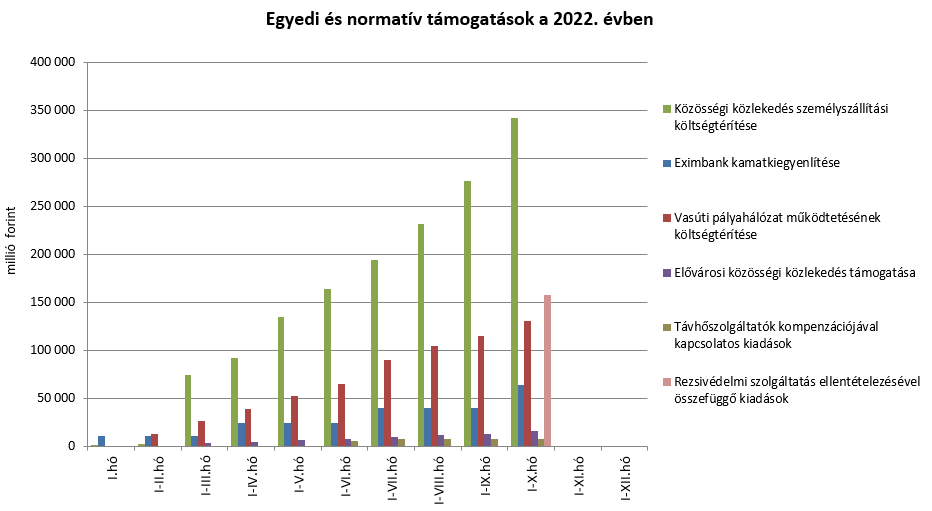 Egyedi és normatív támogatások a 2022. évben
400 000
350 000
300 000
250 000
200 000
150 000
100 000
50 000
0
millió forint
I.hó
I-II.hó
I-III.hó
I-IV.hó
I-V.hó
I-VI.hó
I-VII.hó
I-VIII.hó
I-IX.hó
I-X.hó
I-XI.hó
I-XII.hó
Közösségi közlekedés személyszállítási
költségtérítése
Eximbank kamatkiegyenlítése
Vasúti pályahálózat működtetésének
költségtérítése
Elővárosi közösségi közlekedés támogatása
Távhőszolgáltatók kompenzációjával
kapcsolatos kiadások
Rezsivédelmi szolgáltatás ellentételezésével
összefüggő kiadások